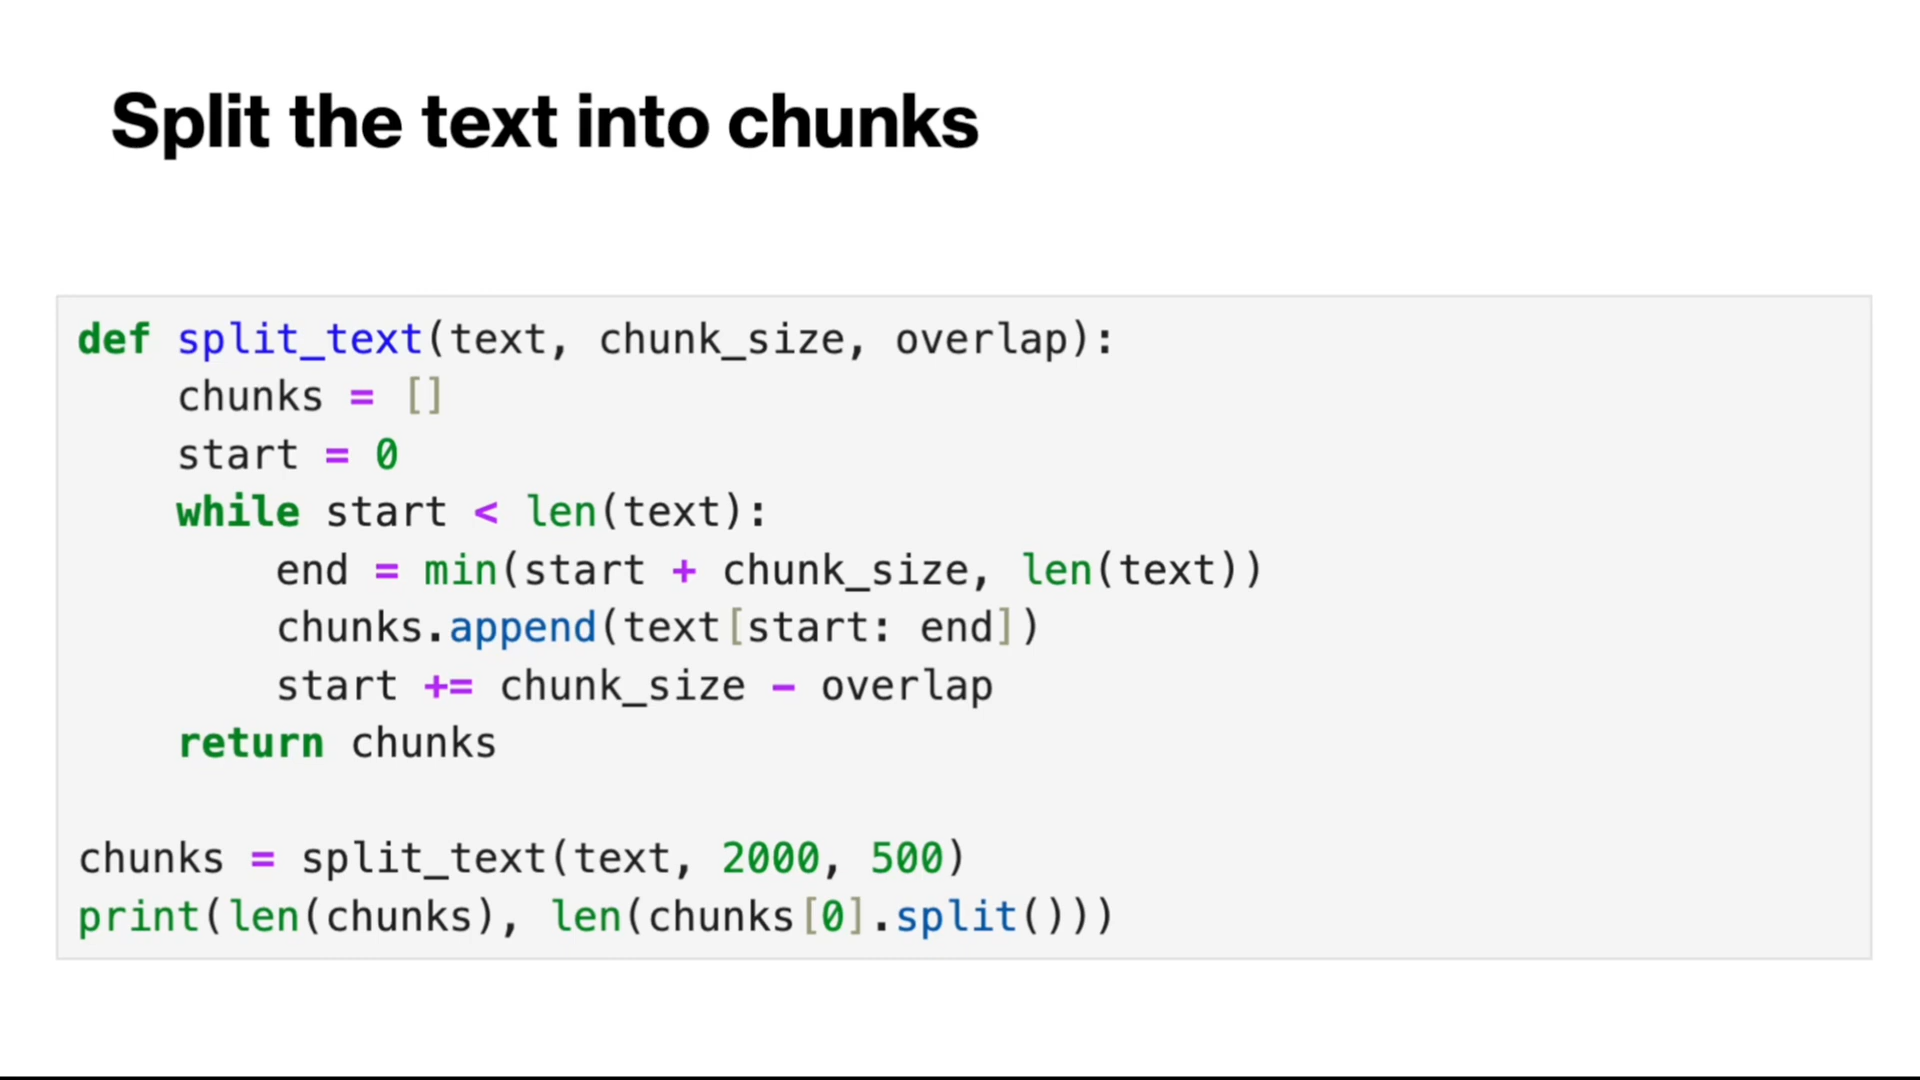 Split the text into chunks
def split_text(text, chunk_size, overlap):
    chunks = []
    start = 0
    while start < len(text):
        end = min(start + chunk_size, len(text))
        chunks.append(text[start: end])
        start += chunk_size - overlap
    return chunks

chunks = split_text(text, 2000, 500)
print(len(chunks), len(chunks[0].split()))